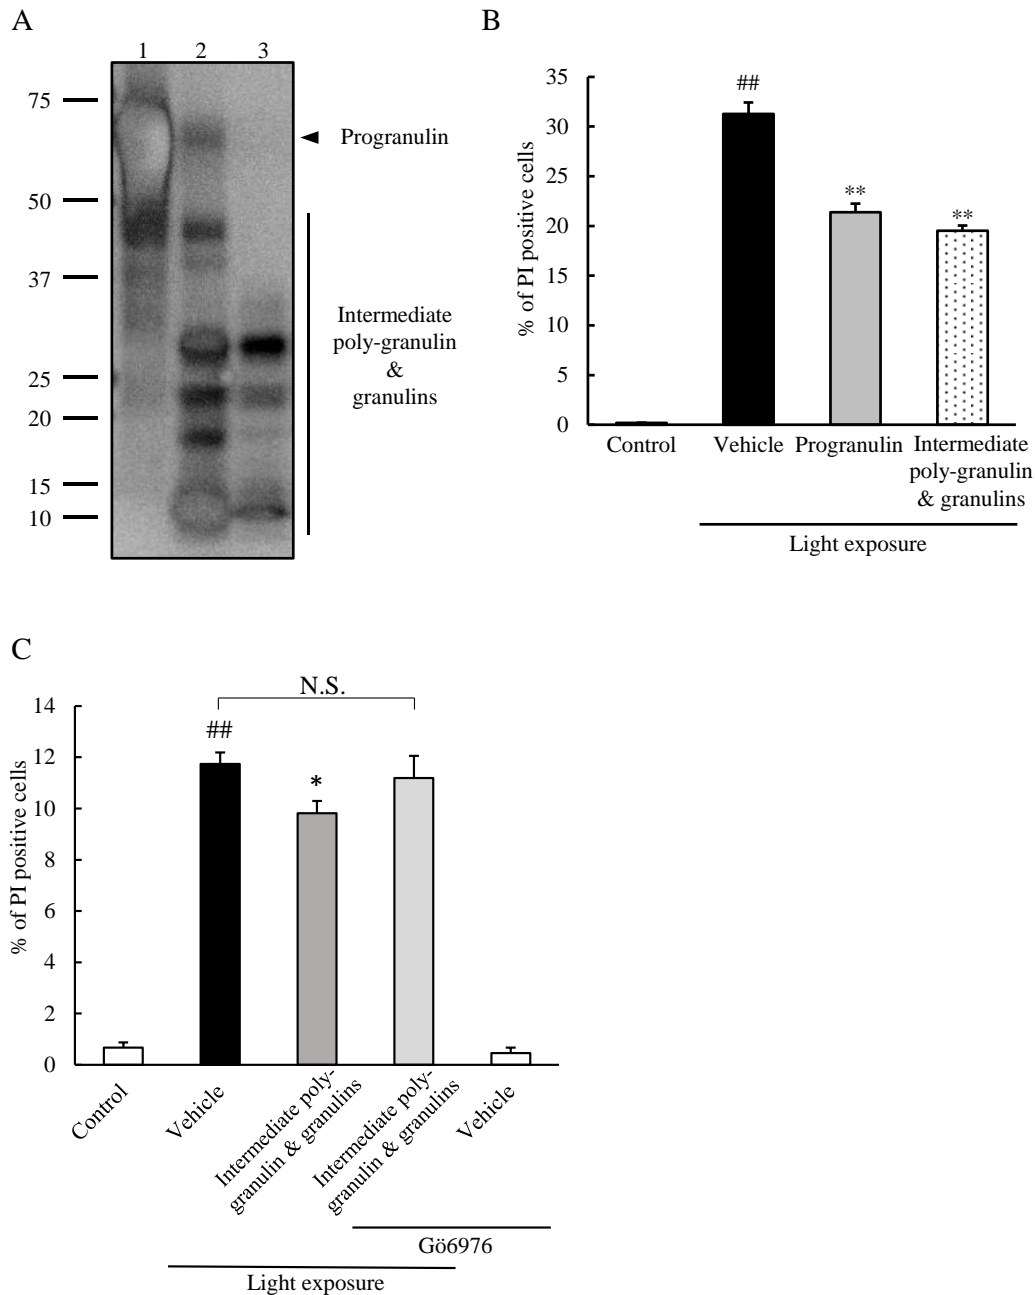 A
1 2 3
75
50
37
25
20
15
10
Progranulin
Intermediate
poly-granulin
&
granulins
B
% of PI positive cells
35
30
25
20
15
10
5
0
##
**
**
Control
Vehicle
Progranulin
Intermediate
poly-granulin
& granulins
Light exposure
C
% of PI positive cells
14
12
10
8
6
4
2
0
N.S.
##
*
Control
Vehicle
Intermediate poly-
granulin & granulins
Intermediate poly-
granulin & granulins
Vehicle
Gö6976
Light exposure